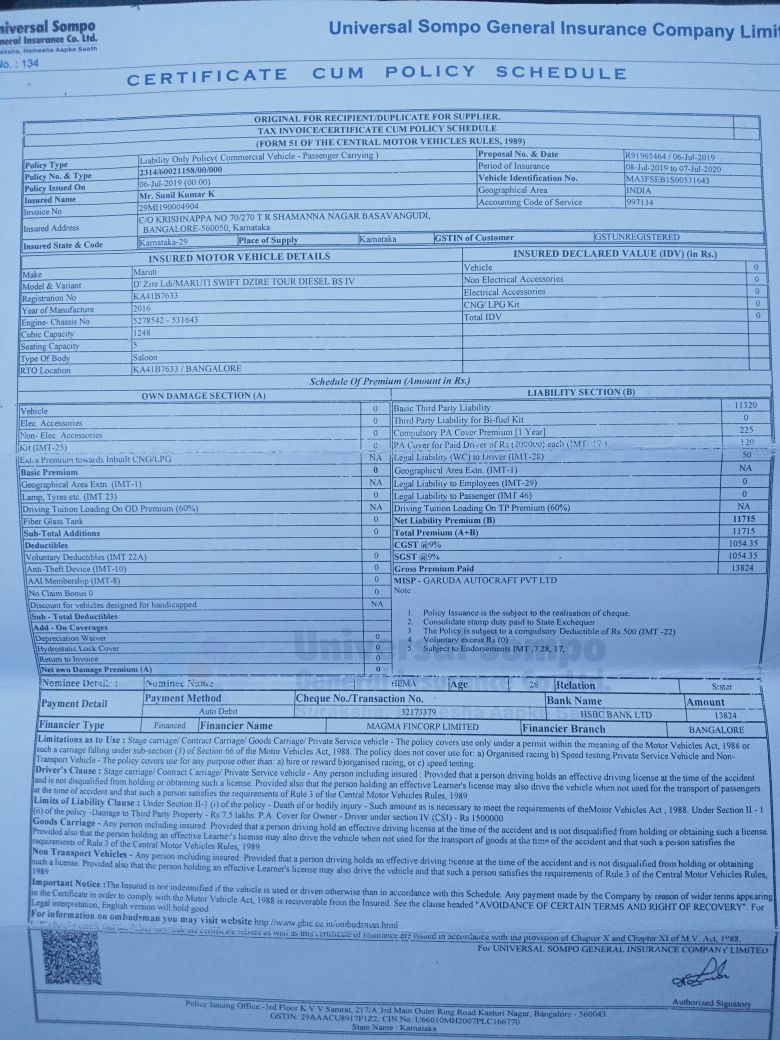 niversal Sompo
neral Insurance Co. Ltd.
aksha, Hamesha Aapke Saath
Universal Sompo General Insurance Company Limit
No. : 134
CERTIFICATE CUM POLICY SCHEDULE
ORIGINAL FOR RECIPIENT/DUPLICATE FOR SUPPLIER.
TAX INVOICE/CERTIFICATE CUM POLICY SCHEDULE
(FORM 51 OF THE CENTRAL MOTOR VEHICLES RULES, 1989)
Policy Type Liability Only Policy( Commercial Vehicle - Passenger Carrying ) Proposal No. & Date R91965464 / 06-Jul-2019
Policy No. & Type 2314/60021158/00/000 Period of Insurance 08-Jul-2019 to 07-Jul-2020
Policy Issued On 06-Jul-2019 (00:00) Vehicle Identification No. MA3FSEB1S00531643
Insured Name Mr. Sunil Kumar K Geographical Area INDIA
Invoice No 29MI190004904 Accounting Code of Service 997134
Insured Address C/O KRISHNAPPA NO 70/270 T R SHAMANNA NAGAR BASAVANGUDI,
BANGALORE-560050, Karnataka
Insured State & Code Karnataka-29 Place of Supply Karnataka GSTIN of Customer GSTUNREGISTERED
INSURED MOTOR VEHICLE DETAILS INSURED DECLARED VALUE (IDV) (in Rs.)
Make Maruti Vehicle 0
Model & Variant D'Zire Ldi/MARUTI SWIFT DZIRE TOUR DIESEL BS IV Non Electrical Accessories 0
Registration No KA41B7633 Electrical Accessories 0
Year of Manufacture 2016 CNG/ LPG Kit 0
Engine- Chassis No 5278542 - 531643 Total IDV 0
Cubic Capacity 1248
Seating Capacity 5
Type Of Body Saloon
RTO Location KA41B7633 / BANGALORE
Schedule Of Premium (Amount in Rs.)
OWN DAMAGE SECTION (A) LIABILITY SECTION (B)
Vehicle 0 Basic Third Party Liability 11320
Elec. Accessories 0 Third Party Liability for Bi-fuel Kit 0
Non- Elec. Accessories 0 Compulsory PA Cover Premium [1 Year] 225
Kit (IMT-25) 0 PA Cover for Paid Driver of Rs (200000) each (IMT- 17 ) 120
Extra Premium towards Inbuilt CNG/LPG NA Legal Liability (WC) to Driver (IMT-28) 50
Basic Premium 0 Geographical Area Extn. (IMT-1) NA
Geographical Area Extn. (IMT-1) NA Legal Liability to Employees (IMT-29) 0
Lamp, Tyres etc. (IMT 23) 0 Legal Liability to Passenger (IMT 46) 0
Driving Tuition Loading On OD Premium (60%) NA Driving Tuition Loading On TP Premium (60%) NA
Fiber Glass Tank 0 Net Liability Premium (B) 11715
Sub-Total Additions 0 Total Premium (A+B) 11715
Deductibles CGST @9% 1054.35
Voluntary Deductibles (IMT 22A) 0 SGST @9% 1054.35
Anti-Theft Device (IMT-10) 0 Gross Premium Paid 13824
AAI Membership (IMT-8) 0 MISP - GARUDA AUTOCRAFT PVT LTD
No Claim Bonus 0 0 Note :
Discount for vehicles designed for handicapped NA
Sub - Total Deductibles 1. Policy Issuance is the subject to the realisation of cheque.
Add - On Coverages 2. Consolidate stamp duty paid to State Exchequer
Depreciation Waiver 0 3. The Policy is subject to a compulsory Deductible of Rs 500 (IMT -22)
Hydrostatic Lock Cover 0 4. Voluntary excess Rs (0)
Return to Invoice 0 5. Subject to Endorsements IMT ,7 28, 17,
Net own Damage Premium (A) 0
Nominee Details : Nominee Name HEMA Age 26 Relation Sister
Payment Detail Payment Method Cheque No./Transaction No. Bank Name Amount
Auto Debit 32173379 HSBC BANK LTD 13824
Financier Type Financed Financier Name MAGMA FINCORP LIMITED Financier Branch BANGALORE
Limitations as to Use : Stage carriage/ Contract Carriage/ Goods Carriage/ Private Service vehicle - The policy covers use only under a permit within the meaning of the Motor Vehicles Act, 1988 or
such a carriage falling under sub-section (3) of Section 66 of the Motor Vehicles Act, 1988. The policy does not cover use for: a) Organised racing b) Speed testing Private Service Vehicle and Non-
Transport Vehicle - The policy covers use for any purpose other than: a) hire or reward b)organised racing, or c) speed testing.
Driver's Clause : Stage carriage/ Contract Carriage/ Private Service vehicle - Any person including insured : Provided that a person driving holds an effective driving license at the time of the accident
and is not disqualified from holding or obtaining such a license. Provided also that the person holding an effective Learner's license may also drive the vehicle when not used for the transport of passengers
at the time of accident and that such a person satisfies the requirements of Rule 3 of the Central Motor Vehicles Rules, 1989.
Limits of Liability Clause : Under Section II-1 (i) of the policy - Death of or bodily injury - Such amount as is necessary to meet the requirements of theMotor Vehicles Act , 1988. Under Section II - 1
(ii) of the policy -Damage to Third Party Property - Rs 7.5 lakhs. P.A. Cover for Owner - Driver under section IV (CSI) - Rs 1500000
Goods Carriage - Any person including insured: Provided that a person driving hold an effective driving license at the time of the accident and is not disqualified from holding or obtaining such a license.
Provided also that the person holding an effective Learner's license may also drive the vehicle when not used for the transport of goods at the time of the accident and that such a person satisfies the
requirements of Rule 3 of the Central Motor Vehicles Rules, 1989.
Non Transport Vehicles - Any person including insured: Provided that a person driving holds an effective driving license at the time of the accident and is not disqualified from holding or obtaining
such a license. Provided also that the person holding an effective Learner's license may also drive the vehicle and that such a person satisfies the requirements of Rule 3 of the Central Motor Vehicles Rules,
1989
Important Notice :The Insured is not indemnified if the vehicle is used or driven otherwise than in accordance with this Schedule. Any payment made by the Company by reason of wider terms appearing
in the Certificate in order to comply with the Motor Vehicle Act, 1988 is recoverable from the Insured. See the clause headed "AVOIDANCE OF CERTAIN TERMS AND RIGHT OF RECOVERY". For
Legal interpretation, English version will hold good.
For information on ombudsman you may visit website http://www.gbic.co.in/ombudsman.html
as well as this certificate of Insurance are issued in accordance with the provision of Chapter X and Chapter XI of M.V. Act, 1988.
For UNIVERSAL SOMPO GENERAL INSURANCE COMPANY LIMITED
Authorized Signatory
Policy Issuing Office -3rd Floor K V V Samrat, 217/A 3rd Main Outer Ring Road Kasturi Nagar, Bangalore - 560043
GSTIN. 29AAACU8917F1Z2, CIN No. U66010MH2007PLC166770
State Name : Karnataka